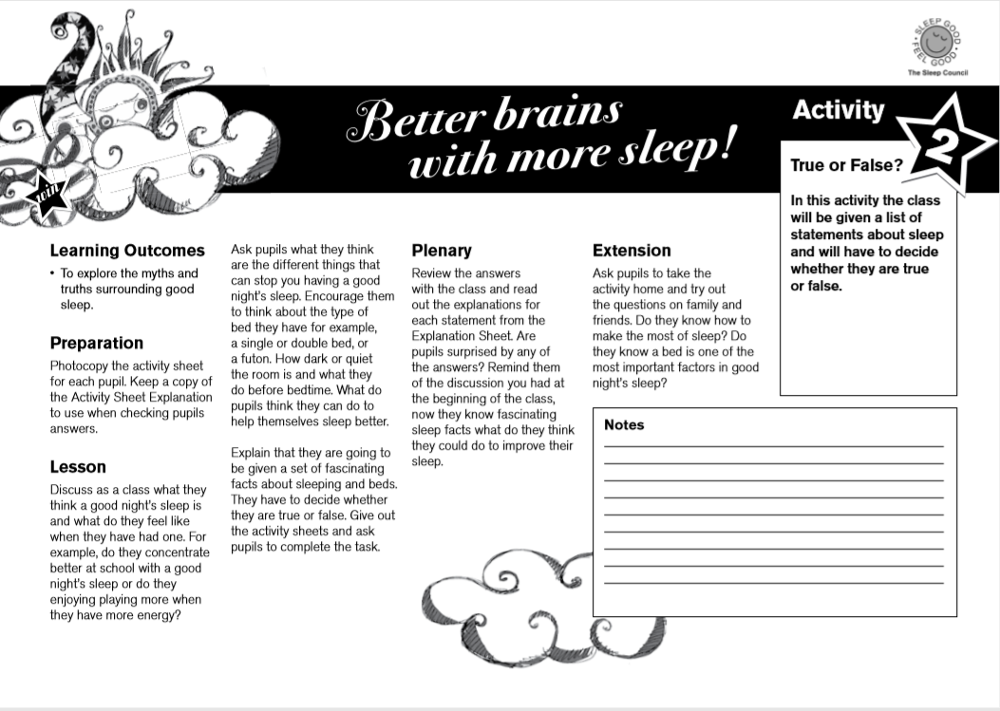 SLEEP GOOD
FEEL GOOD
The Sleep Council
Better brains
with more sleep!
Activity
2
win
True or False?
In this activity the class
will be given a list of
statements about sleep
and will have to decide
whether they are true
or false.
Learning Outcomes
• To explore the myths and
truths surrounding good
sleep.
Preparation
Photocopy the activity sheet
for each pupil. Keep a copy of
the Activity Sheet Explanation
to use when checking pupils
answers.
Lesson
Discuss as a class what they
think a good night's sleep is
and what do they feel like
when they have had one. For
example, do they concentrate
better at school with a good
night's sleep or do they
enjoying playing more when
they have more energy?
Ask pupils what they think
are the different things that
can stop you having a good
night's sleep. Encourage them
to think about the type of
bed they have for example,
a single or double bed, or
a futon. How dark or quiet
the room is and what they
do before bedtime. What do
pupils think they can do to
help themselves sleep better.
Explain that they are going to
be given a set of fascinating
facts about sleeping and beds.
They have to decide whether
they are true or false. Give out
the activity sheets and ask
pupils to complete the task.
Plenary
Review the answers
with the class and read
out the explanations for
each statement from the
Explanation Sheet. Are
pupils surprised by any of
the answers? Remind them
of the discussion you had at
the beginning of the class,
now they know fascinating
sleep facts what do they think
they could do to improve their
sleep.
Extension
Ask pupils to take the
activity home and try out
the questions on family and
friends. Do they know how to
make the most of sleep? Do
they know a bed is one of the
most important factors in good
night's sleep?
Notes